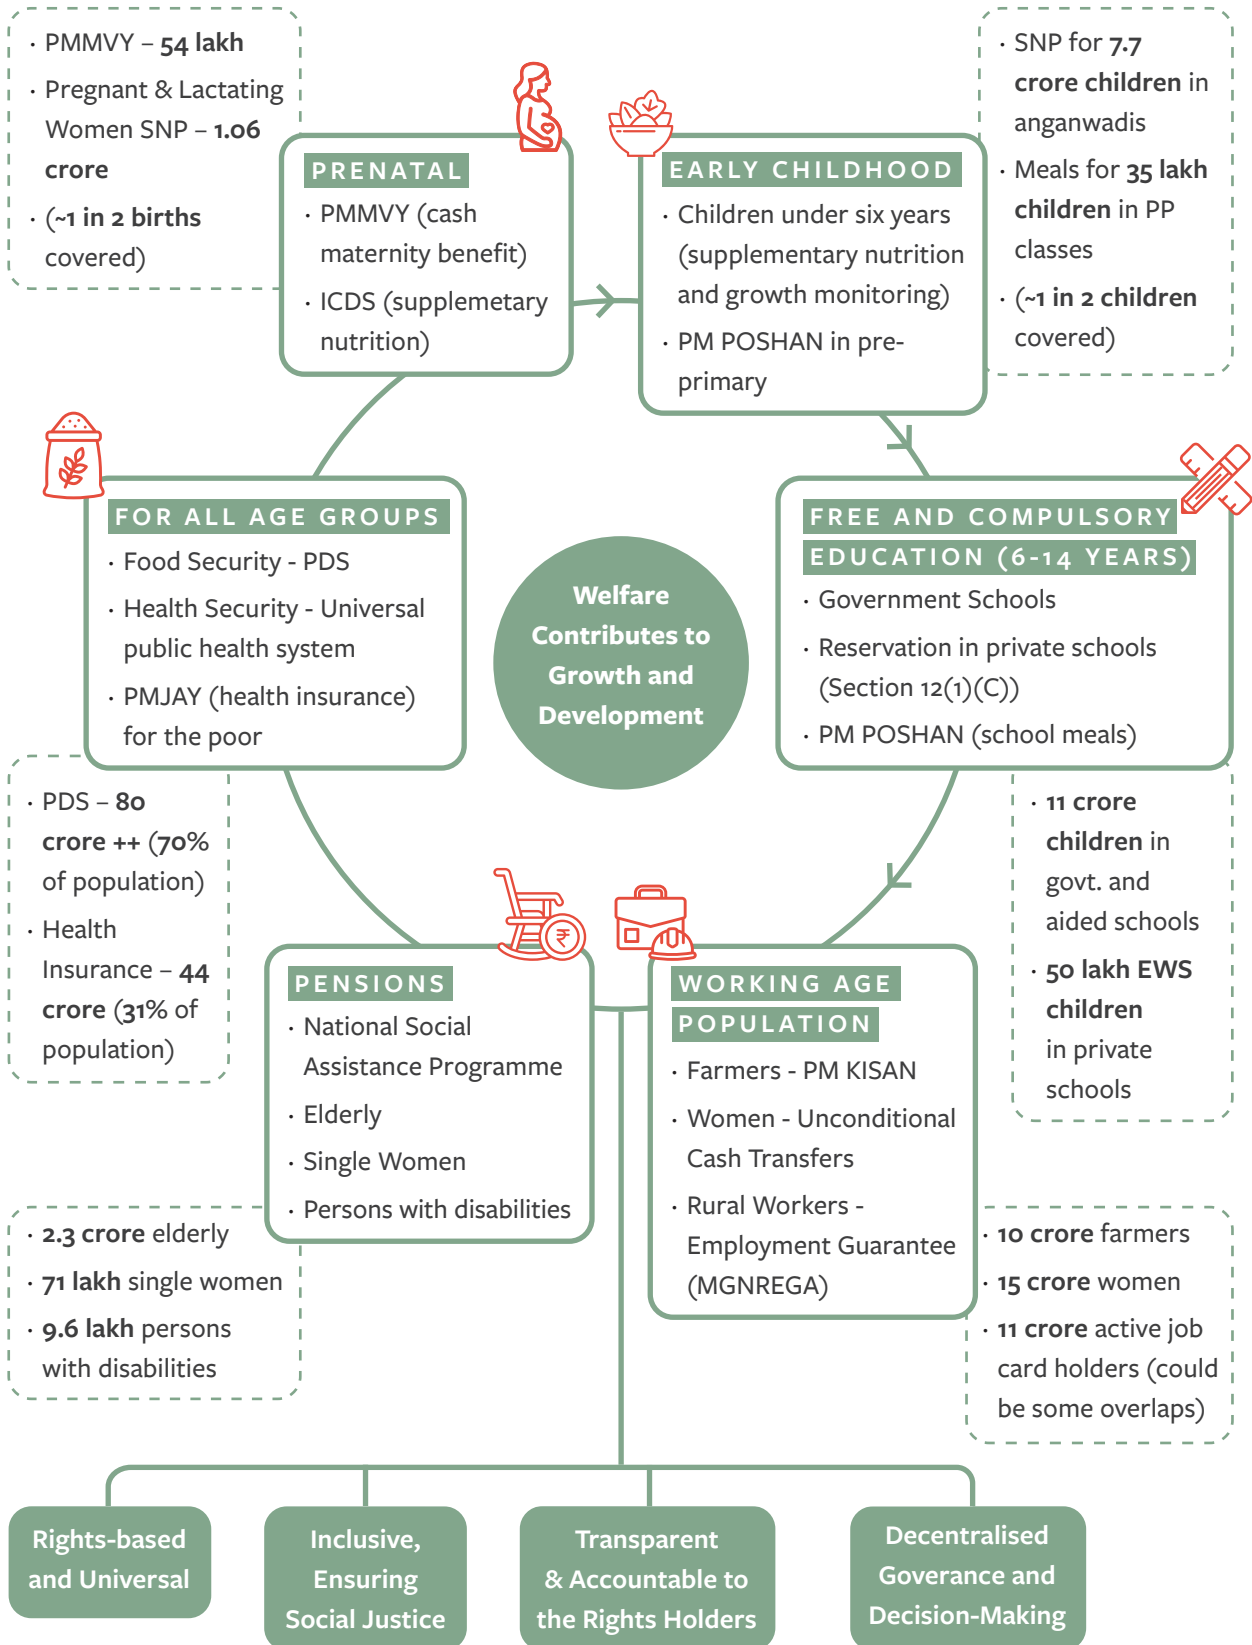 · PMMVY – 54 lakh
· Pregnant & Lactating
Women SNP – 1.06
crore
· (~1 in 2 births
covered)
PRENATAL
· PMMVY (cash
maternity benefit)
· ICDS (supplemetary
nutrition)
EARLY CHILDHOOD
· Children under six years
(supplementary nutrition
and growth monitoring)
· PM POSHAN in pre-
primary
· SNP for 7.7
crore children in
anganwadis
· Meals for 35 lakh
children in PP
classes
· (~1 in 2 children
covered)
FOR ALL AGE GROUPS
· Food Security - PDS
· Health Security - Universal
public health system
· PMJAY (health insurance)
for the poor
Welfare
Contributes to
Growth and
Development
FREE AND COMPULSORY
EDUCATION (6-14 YEARS)
· Government Schools
· Reservation in private schools
(Section 12(1)(C))
· PM POSHAN (school meals)
· PDS – 80
crore ++ (70%
of population)
· Health
Insurance – 44
crore (31% of
population)
· 11 crore
children in
govt. and
aided schools
· 50 lakh EWS
children
in private
schools
₹
PENSIONS
· National Social
Assistance Programme
· Elderly
· Single Women
· Persons with disabilities
WORKING AGE
POPULATION
· Farmers - PM KISAN
· Women - Unconditional
Cash Transfers
· Rural Workers -
Employment Guarantee
(MGNREGA)
· 2.3 crore elderly
· 71 lakh single women
· 9.6 lakh persons
with disabilities
· 10 crore farmers
· 15 crore women
· 11 crore active job
card holders (could
be some overlaps)
Rights-based
and Universal
Inclusive,
Ensuring
Social Justice
Transparent
& Accountable to
the Rights Holders
Decentralised
Goverance and
Decision-Making